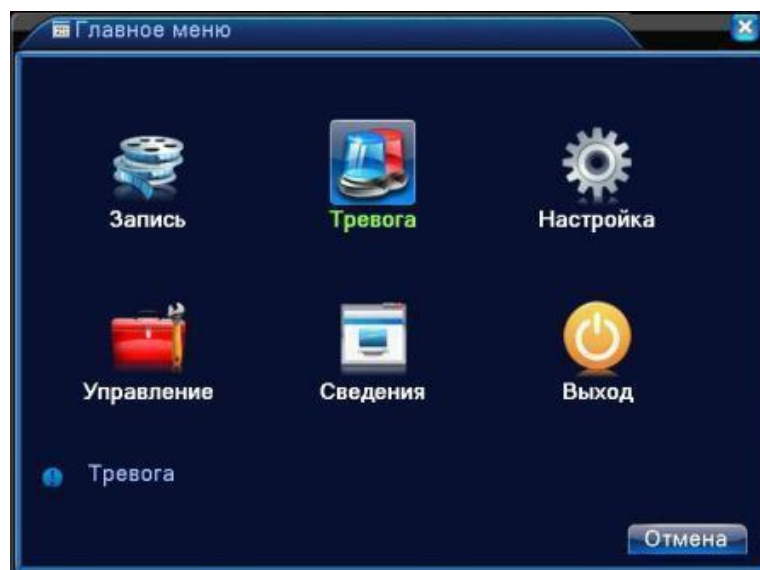 Главное меню
Запись
Тревога
Настройка
Управление
Сведения
Выход
Тревога
Отмена